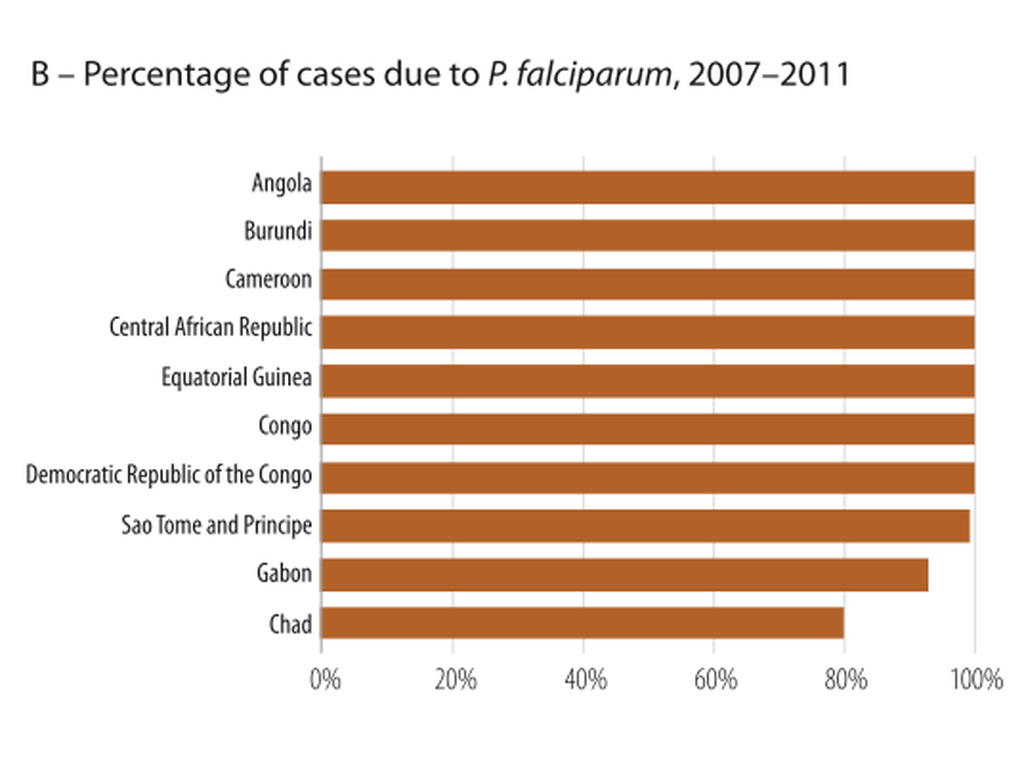 B – Percentage of cases due to P. falciparum, 2007–2011
Angola
Burundi
Cameroon
Central African Republic
Equatorial Guinea
Congo
Democratic Republic of the Congo
Sao Tome and Principe
Gabon
Chad
0% 20% 40% 60% 80% 100%